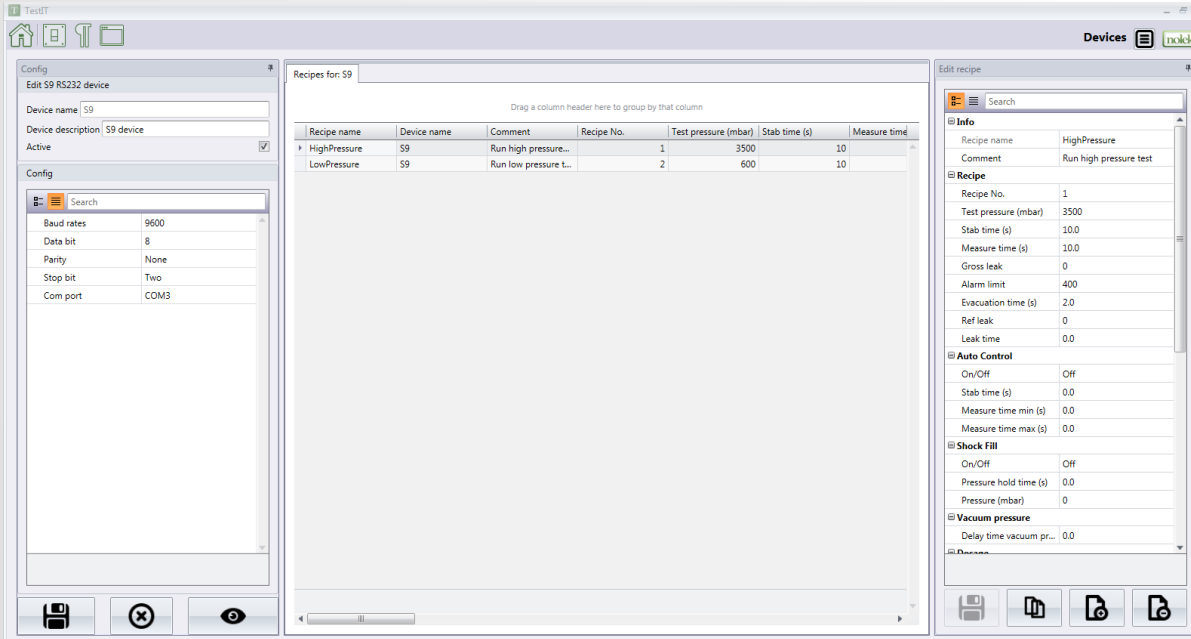 TestIT
Devices
nolek
Config
Edit S9 RS232 device
Device name S9
Device description S9 device
Active
Config
Search
Baud rates 9600
Data bit 8
Parity None
Stop bit Two
Com port COM3
Recipes for: S9
Drag a column header here to group by that column
Recipe name Device name Comment Recipe No. Test pressure (mbar) Stab time (s) Measure time
HighPressure S9 Run high pressure... 1 3500 10
LowPressure S9 Run low pressure t... 2 600 10
Edit recipe
Search
Info
Recipe name HighPressure
Comment Run high pressure test
Recipe
Recipe No. 1
Test pressure (mbar) 3500
Stab time (s) 10.0
Measure time (s) 10.0
Gross leak 0
Alarm limit 400
Evacuation time (s) 2.0
Ref leak 0
Leak time 0.0
Auto Control
On/Off Off
Stab time (s) 0.0
Measure time min (s) 0.0
Measure time max (s) 0.0
Shock Fill
On/Off Off
Pressure hold time (s) 0.0
Pressure (mbar) 0
Vacuum pressure
Delay time vacuum pr... 0.0